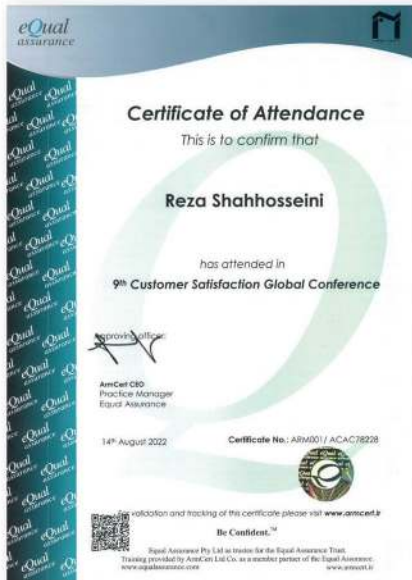 eQual
assurance
Certificate of Attendance
This is to confirm that
Reza Shahhosseini
has attended in
9th Customer Satisfaction Global Conference
Approving officer:
ArmCert CEO
Practice Manager
Equal Assurance
14th August 2022
Certificate No.: ARM001/ ACAC78228
For validation and tracking of this certificate please visit www.armcert.ir
Be Confident.™
Equal Assurance Pty Ltd as trustee for the Equal Assurance Trust.
Training provided by ArmCert Ltd Co. as a member partner of the Equal Assurance.
www.equalassurance.com www.armcert.ir